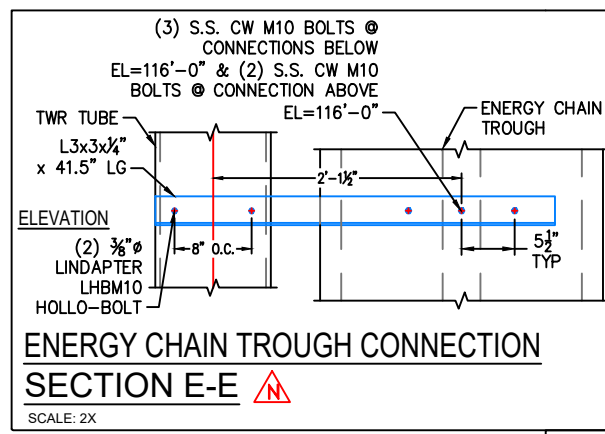 (3) S.S. CW M10 BOLTS @
CONNECTIONS BELOW
EL=116'-0" & (2) S.S. CW M10
BOLTS @ CONNECTION ABOVE
EL=116'-0"
TWR TUBE
L3x3x¼"
x 41.5" LG
ENERGY CHAIN
TROUGH
2'-1½"
ELEVATION
(2) ⅜"ø
LINDAPTER
LHBM10
HOLLO-BOLT
8" O.C.
5½"
TYP
ENERGY CHAIN TROUGH CONNECTION
SECTION E-E
N
SCALE: 2X